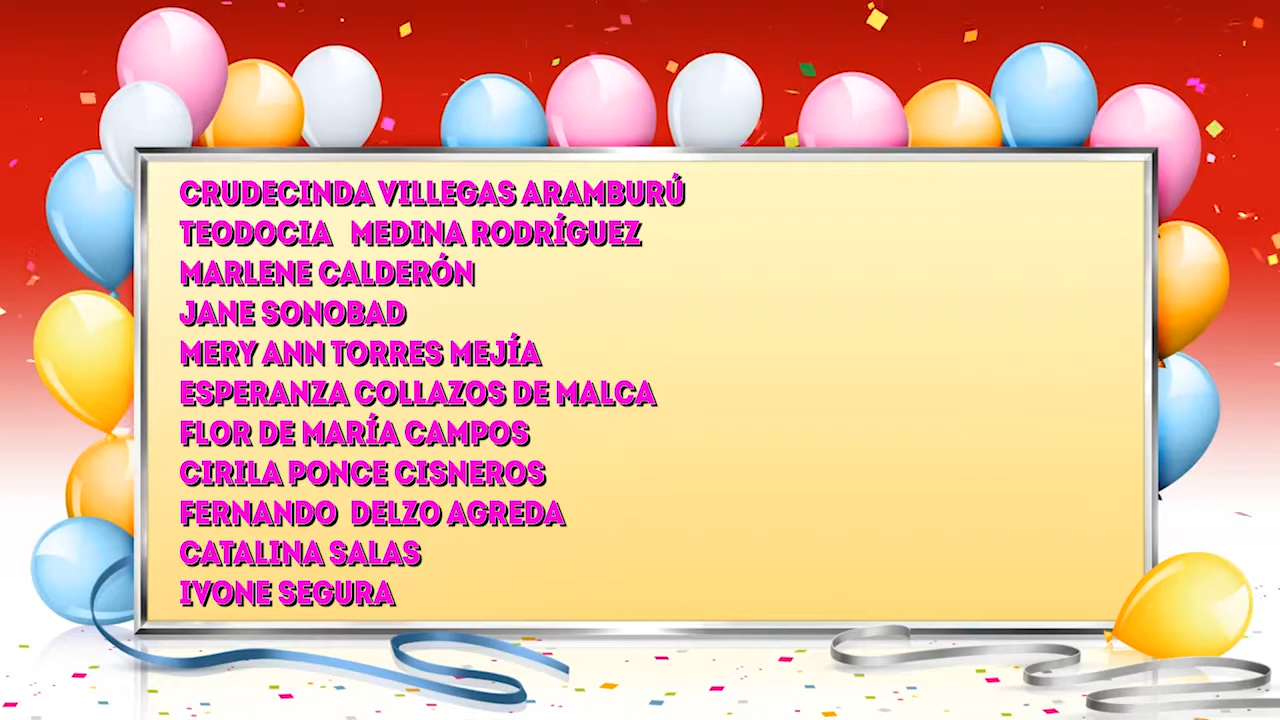 CRUDECINDA VILLEGAS ARAMBURÚ
TEODOCIA MEDINA RODRÍGUEZ
MARLENE CALDERÓN
JANE SONOBAD
MERY ANN TORRES MEJÍA
ESPERANZA COLLAZOS DE MALCA
FLOR DE MARÍA CAMPOS
CIRILA PONCE CISNEROS
FERNANDO DELZO AGREDA
CATALINA SALAS
IVONE SEGURA